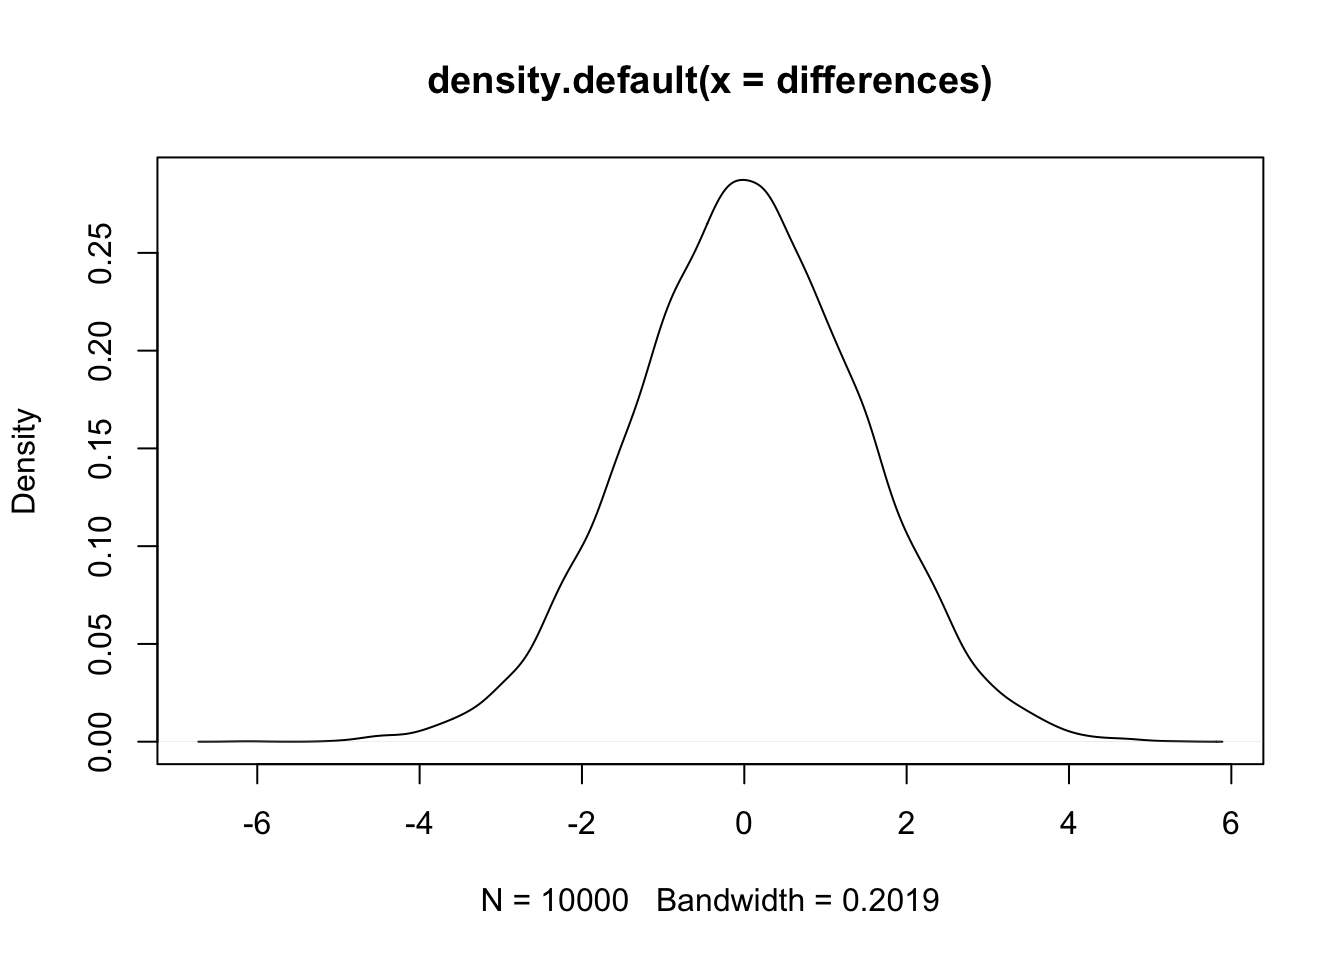 density.default(x = differences)
Density
0.25
0.20
0.15
0.10
0.05
0.00
-6 -4 -2 0 2 4 6
N = 10000 Bandwidth = 0.2019